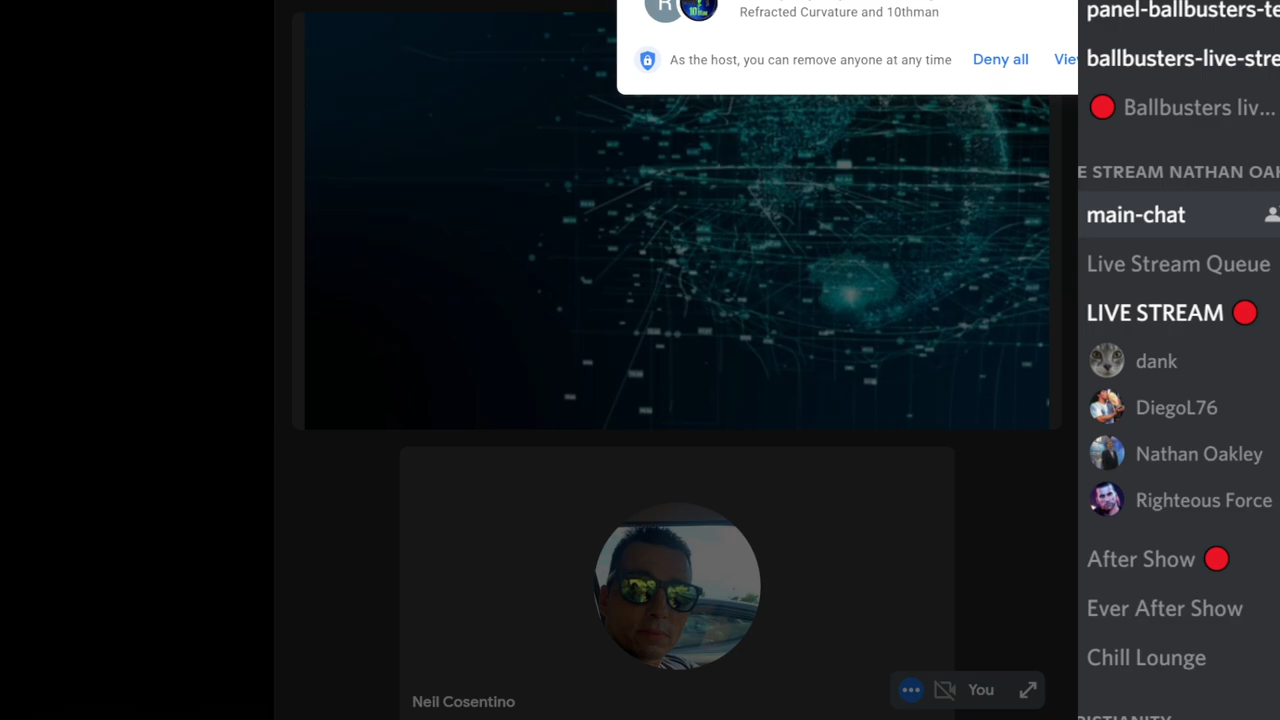 Refracted Curvature and 10thman
As the host, you can remove anyone at any time
Deny all
Neil Cosentino
You
panel-ballbusters-te
ballbusters-live-stre
Ballbusters liv...
E STREAM NATHAN OAK
main-chat
Live Stream Queue
LIVE STREAM
dank
DiegoL76
Nathan Oakley
Righteous Force
After Show
Ever After Show
Chill Lounge